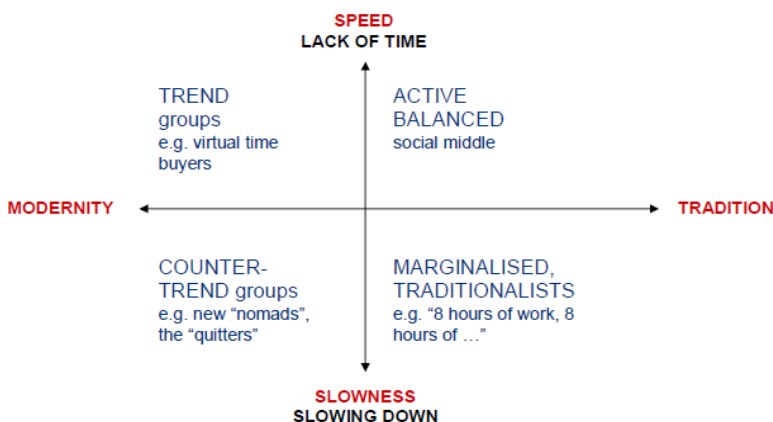 SPEED
LACK OF TIME
TREND
groups
e.g. virtual time
buyers
ACTIVE
BALANCED
social middle
MODERNITY
TRADITION
COUNTER-
TREND groups
e.g. new “nomads”,
the “quitters”
MARGINALISED,
TRADITIONALISTS
e.g. “8 hours of work, 8
hours of …”
SLOWNESS
SLOWING DOWN